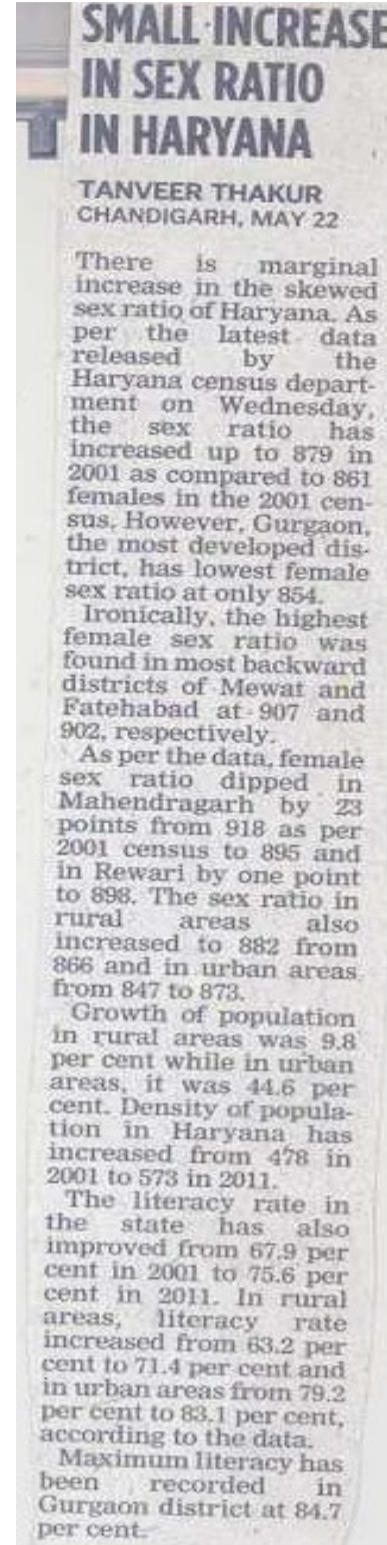 SMALL INCREASE
IN SEX RATIO
IN HARYANA
TANVEER THAKUR
CHANDIGARH, MAY 22
There is marginal
increase in the skewed
sex ratio of Haryana. As
per the latest data
released by the
Haryana census depart-
ment on Wednesday,
the sex ratio has
increased up to 879 in
2001 as compared to 861
females in the 2001 cen-
sus. However, Gurgaon,
the most developed dis-
trict, has lowest female
sex ratio at only 854.
Ironically, the highest
female sex ratio was
found in most backward
districts of Mewat and
Fatehabad at 907 and
902, respectively.
As per the data, female
sex ratio dipped in
Mahendragarh by 23
points from 918 as per
2001 census to 895 and
in Rewari by one point
to 898. The sex ratio in
rural areas also
increased to 882 from
866 and in urban areas
from 847 to 873.
Growth of population
in rural areas was 9.8
per cent while in urban
areas, it was 44.6 per
cent. Density of popula-
tion in Haryana has
increased from 478 in
2001 to 573 in 2011.
The literacy rate in
the state has also
improved from 67.9 per
cent in 2001 to 75.6 per
cent in 2011. In rural
areas, literacy rate
increased from 63.2 per
cent to 71.4 per cent and
in urban areas from 79.2
per cent to 83.1 per cent,
according to the data.
Maximum literacy has
been recorded in
Gurgaon district at 84.7
per cent.